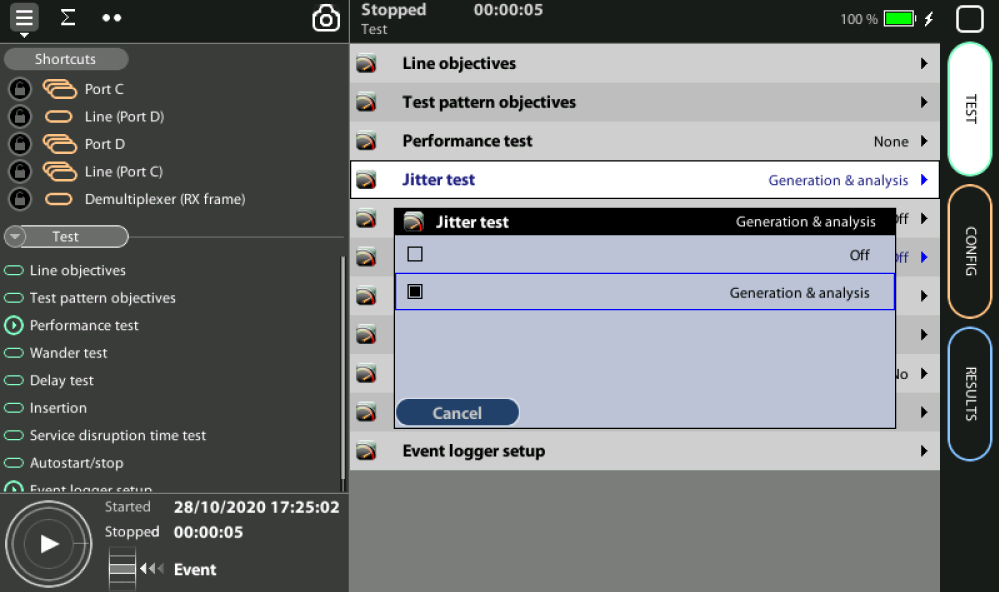 Σ
Shortcuts
Port C
Line (Port D)
Port D
Line (Port C)
Demultiplexer (RX frame)
Test
Line objectives
Test pattern objectives
Performance test
Wander test
Delay test
Insertion
Service disruption time test
Autostart/stop
Event logger setup
Started 28/10/2020 17:25:02
Stopped 00:00:05
Event
Stopped 00:00:05
Test
100 %
Line objectives
Test pattern objectives
Performance test None
Jitter test Generation & analysis
Jitter test Generation & analysis
Off
Generation & analysis
Cancel
Event logger setup
TEST
CONFIG
RESULTS